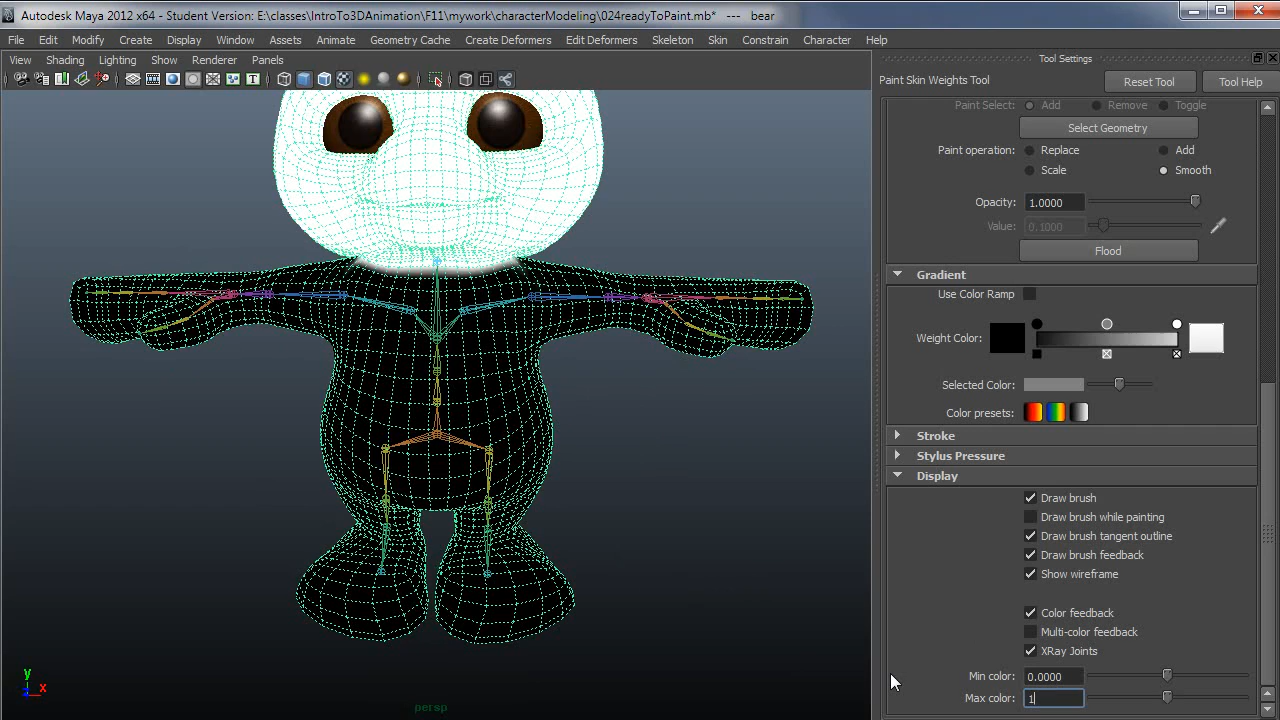 Autodesk Maya 2012 x64 - Student Version: E:\classes\IntroTo3DAnimation\F11\mywork\characterModeling\024readyToPaint.mb* --- bear
File Edit Modify Create Display Window Assets Animate Geometry Cache Create Deformers Edit Deformers Skeleton Skin Constrain Character Help
View Shading Lighting Show Renderer Panels
Tool Settings
Paint Skin Weights Tool Reset Tool Tool Help
Paint Select: Add Remove Toggle
Select Geometry
Paint operation: Replace Add
Scale Smooth
Opacity: 1.0000
Value: 0.1000
Flood
Gradient
Use Color Ramp
Weight Color:
Selected Color:
Color presets:
Stroke
Stylus Pressure
Display
Draw brush
Draw brush while painting
Draw brush tangent outline
Draw brush feedback
Show wireframe
Color feedback
Multi-color feedback
XRay Joints
Min color: 0.0000
Max color: 1
y
z x
persp